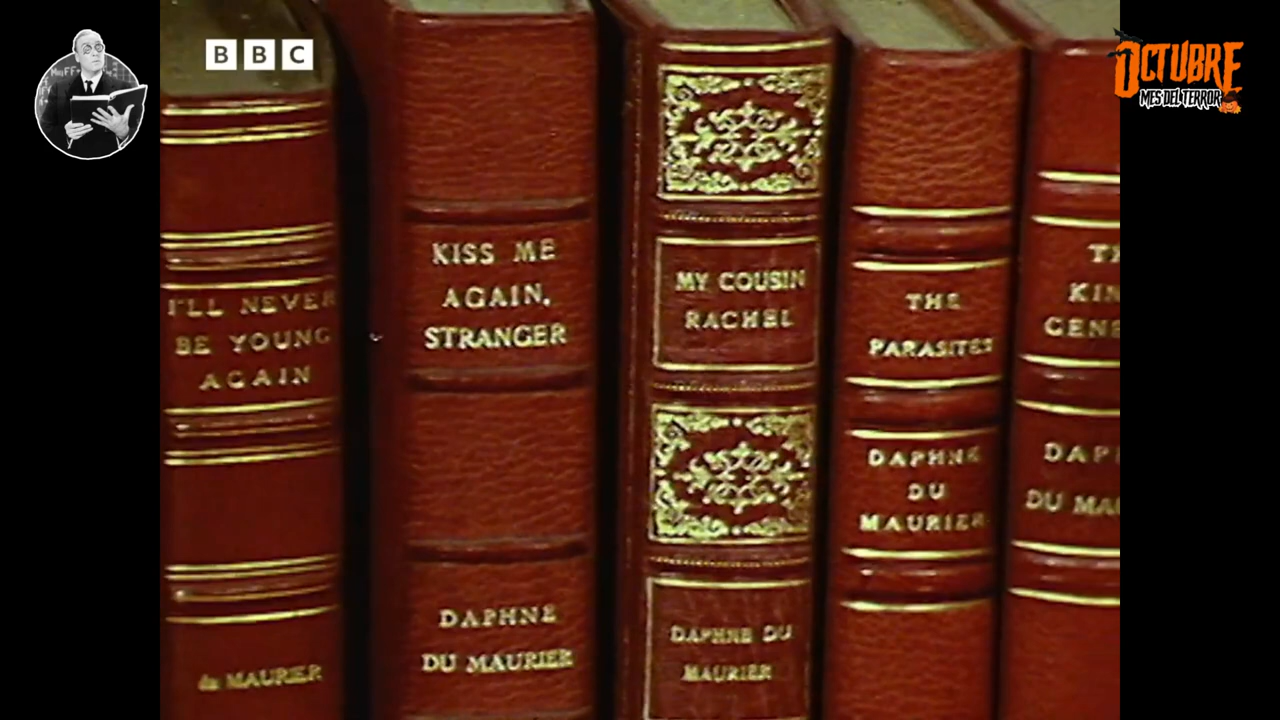 BBC
OCTUBRE
MES DEL TERROR
I'LL NEVER
BE YOUNG
AGAIN
du MAURIER
KISS ME
AGAIN,
STRANGER
DAPHNE
DU MAURIER
MY COUSIN
RACHEL
DAPHNE DU
MAURIER
THE
PARASITES
DAPHNE
DU
MAURIER
DU